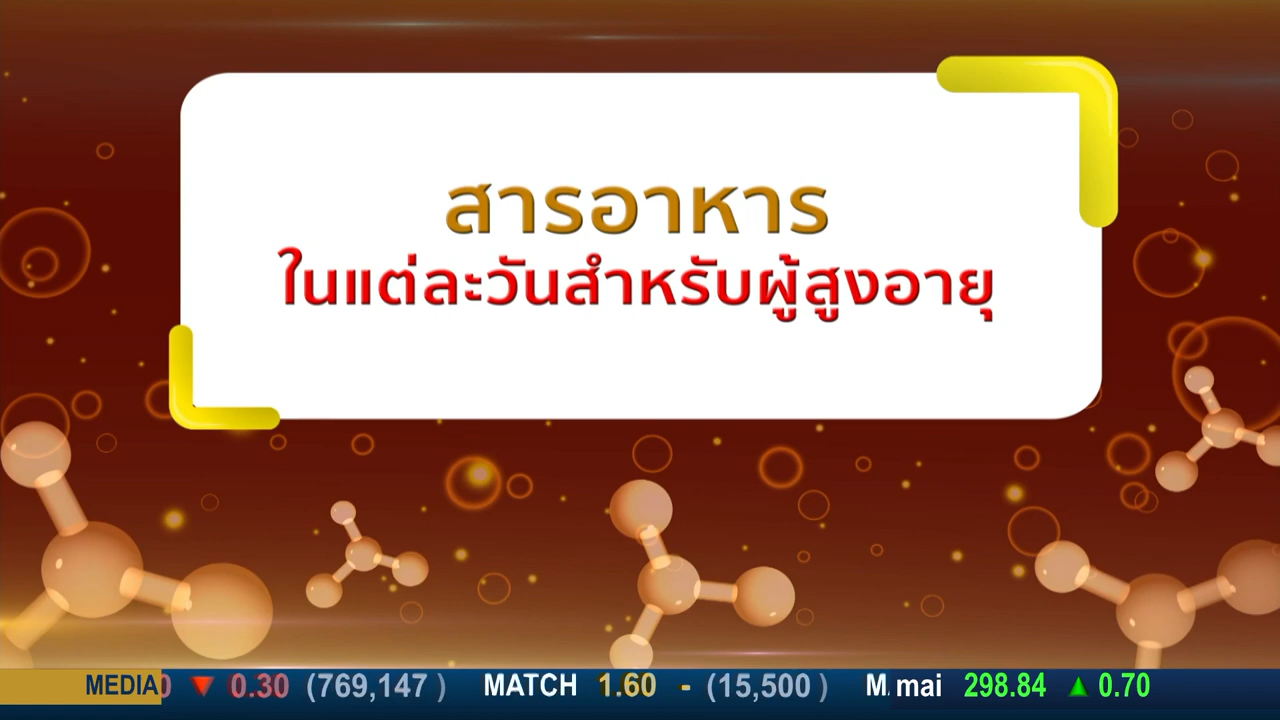 สารอาหาร
ในแต่ละวันสำหรับผู้สูงอายุ
MEDIA ▼ 0.30 (769,147) MATCH 1.60 - (15,500) mai 298.84 ▲ 0.70